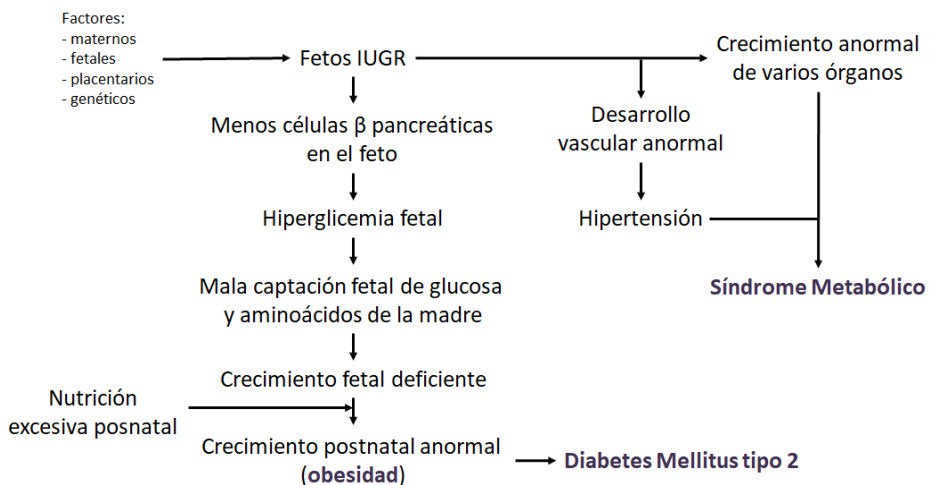 Factores:
- maternos
- fetales
- placentarios
- genéticos
Fetos IUGR
Crecimiento anormal
de varios órganos
Menos células β pancreáticas
en el feto
Desarrollo
vascular anormal
Hiperglicemia fetal
Hipertensión
Mala captación fetal de glucosa
y aminoácidos de la madre
Síndrome Metabólico
Crecimiento fetal deficiente
Nutrición
excesiva posnatal
Crecimiento postnatal anormal
(obesidad)
Diabetes Mellitus tipo 2